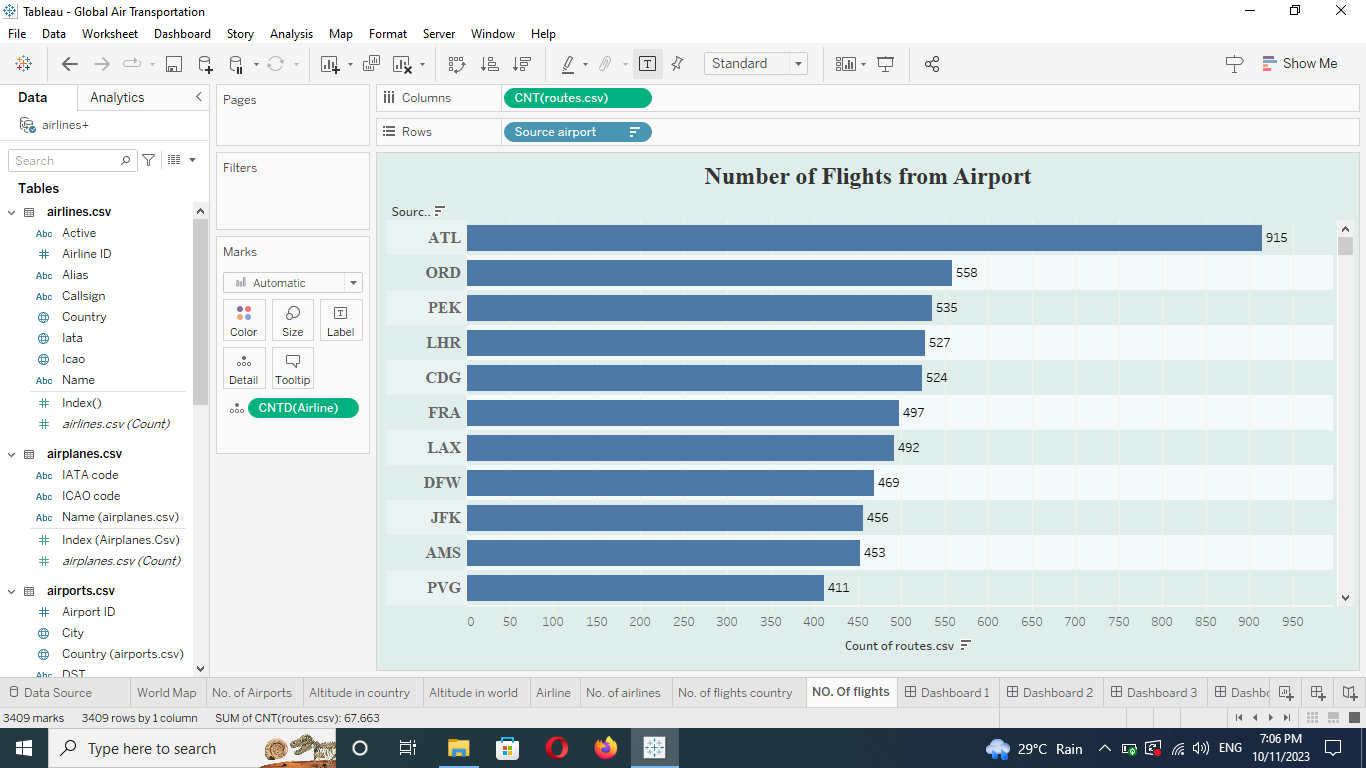 Tableau - Global Air Transportation
File Data Worksheet Dashboard Story Analysis Map Format Server Window Help
Standard
Show Me
Data Analytics
airlines+
Search
Tables
airlines.csv
Abc Active
# Airline ID
Abc Alias
Abc Callsign
Country
Iata
Icao
Abc Name
# Index()
# airlines.csv (Count)
airplanes.csv
Abc IATA code
Abc ICAO code
Abc Name (airplanes.csv)
# Index (Airplanes.Csv)
# airplanes.csv (Count)
airports.csv
# Airport ID
City
Country (airports.csv)
Abc DST
Pages
Filters
Marks
Automatic
Color Size Label
Detail Tooltip
CNTD(Airline)
Columns CNT(routes.csv)
Rows Source airport
Number of Flights from Airport
Sourc..
ATL 915
ORD 558
PEK 535
LHR 527
CDG 524
FRA 497
LAX 492
DFW 469
JFK 456
AMS 453
PVG 411
0 50 100 150 200 250 300 350 400 450 500 550 600 650 700 750 800 850 900 950
Count of routes.csv
Data Source World Map No. of Airports Altitude in country Altitude in world Airline No. of airlines No. of flights country NO. Of flights Dashboard 1 Dashboard 2 Dashboard 3 Dashbo
3409 marks 3409 rows by 1 column SUM of CNT(routes.csv): 67,663
Type here to search
29°C Rain
ENG
7:06 PM
10/11/2023